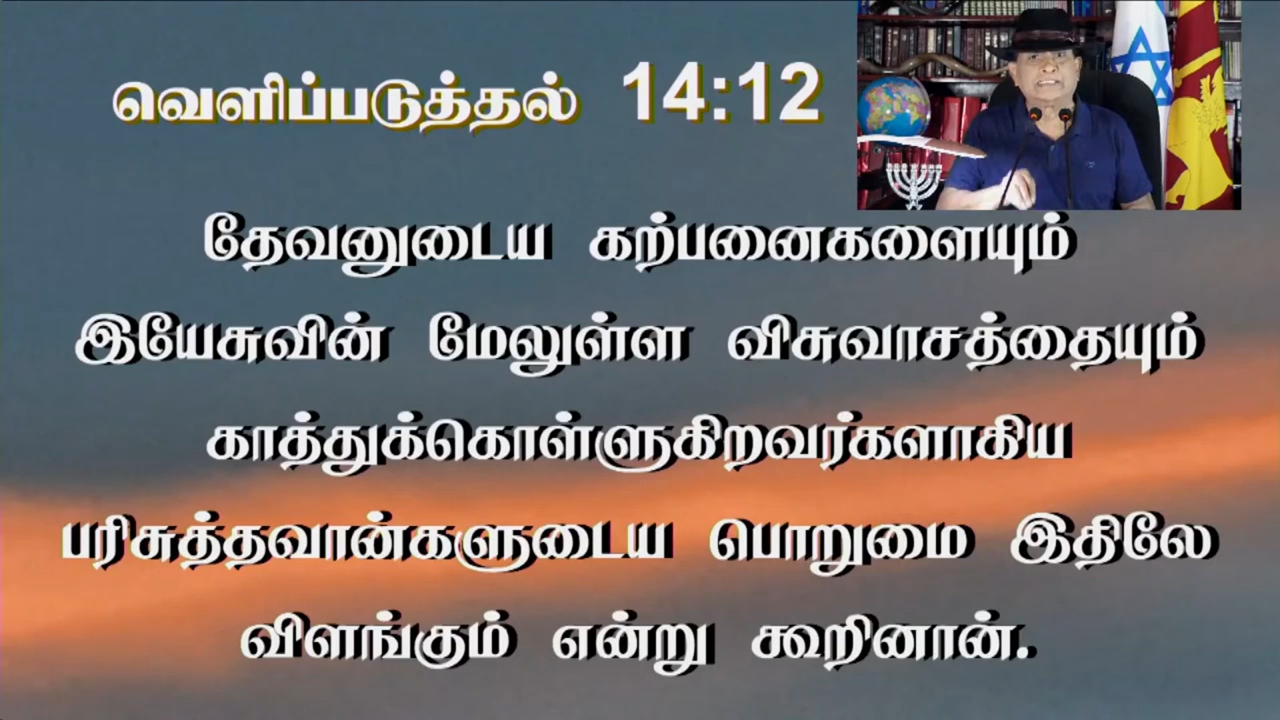 வெளிப்படுத்தல் 14:12
தேவனுடைய கற்பனைகளையும்
இயேசுவின் மேலுள்ள விசுவாசத்தையும்
காத்துக்கொள்ளுகிறவர்களாகிய
பரிசுத்தவான்களுடைய பொறுமை இதிலே
விளங்கும் என்று கூறினான்.